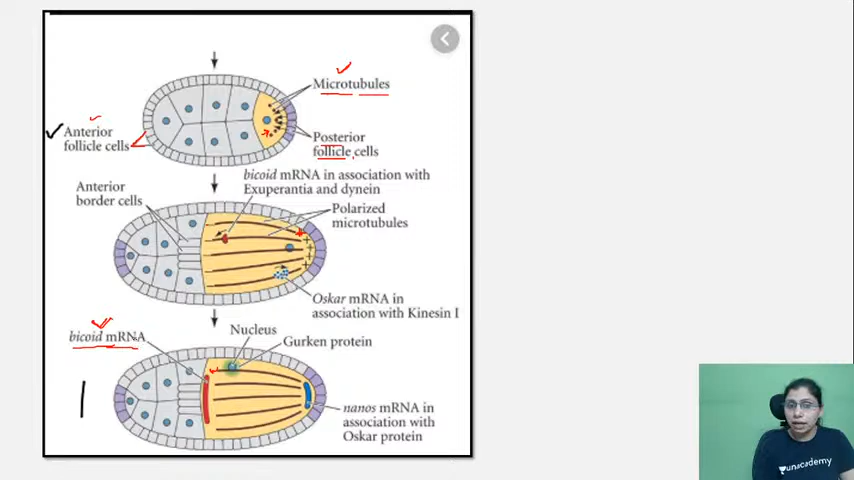 Microtubules
Anterior
follicle cells
Posterior
follicle cells
bicoid mRNA in association with
Exuperantia and dynein
Anterior
border cells
Polarized
microtubules
+
+
+
+
Oskar mRNA in
association with Kinesin I
bicoid mRNA
Nucleus
Gurken protein
nanos mRNA in
association with
Oskar protein
unacademy